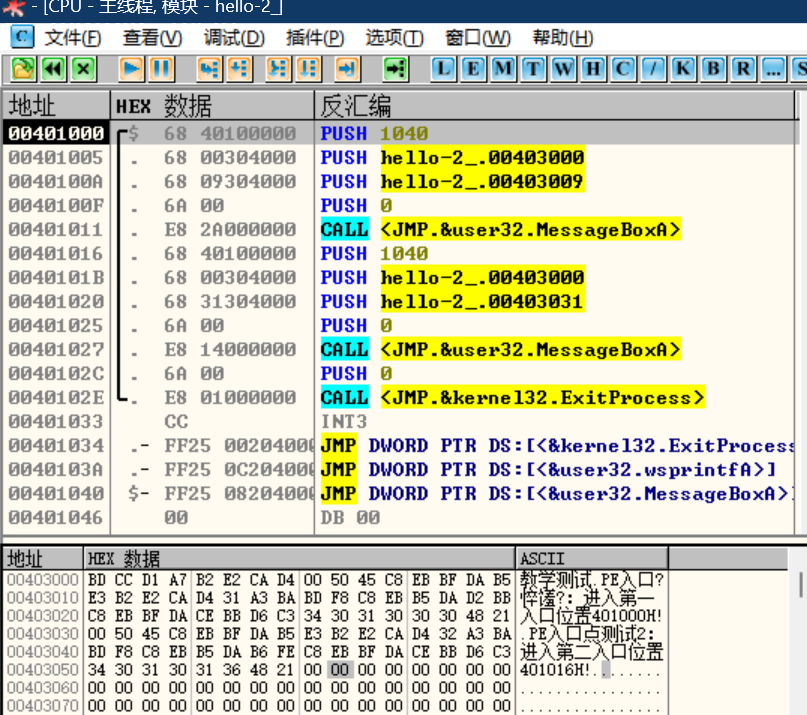 - [CPU - 主线程, 模块 - hello-2_]
C 文件(F) 查看(V) 调试(D) 插件(P) 选项(T) 窗口(W) 帮助(H)
L E M T W H C / K B R ... S
地址 HEX 数据 反汇编
00401000 $ 68 40100000 PUSH 1040
00401005 . 68 00304000 PUSH hello-2_.00403000
0040100A . 68 09304000 PUSH hello-2_.00403009
0040100F . 6A 00 PUSH 0
00401011 . E8 2A000000 CALL <JMP.&user32.MessageBoxA>
00401016 . 68 40100000 PUSH 1040
0040101B . 68 00304000 PUSH hello-2_.00403000
00401020 . 68 31304000 PUSH hello-2_.00403031
00401025 . 6A 00 PUSH 0
00401027 . E8 14000000 CALL <JMP.&user32.MessageBoxA>
0040102C . 6A 00 PUSH 0
0040102E . E8 01000000 CALL <JMP.&kernel32.ExitProcess>
00401033 CC INT3
00401034 .- FF25 00204000 JMP DWORD PTR DS:[<&kernel32.ExitProcess
0040103A .- FF25 0C204000 JMP DWORD PTR DS:[<&user32.wsprintfA>]
00401040 $- FF25 08204000 JMP DWORD PTR DS:[<&user32.MessageBoxA>]
00401046 00 DB 00
地址 HEX 数据 ASCII
00403000 BD CC D1 A7 B2 E2 CA D4 00 50 45 C8 EB BF DA B5 教学测试.PE入口?
00403010 E3 B2 E2 CA D4 31 A3 BA BD F8 C8 EB B5 DA D2 BB ?: 进入第一
00403020 C8 EB BF DA CE BB D6 C3 34 30 31 30 30 30 48 21 入口位置401000H!
00403030 00 50 45 C8 EB BF DA B5 E3 B2 E2 CA D4 32 A3 BA .PE入口点测试2:
00403040 BD F8 C8 EB B5 DA B6 FE C8 EB BF DA CE BB D6 C3 进入第二入口位置
00403050 34 30 31 30 31 36 48 21 00 00 00 00 00 00 00 00 401016H!........
00403060 00 00 00 00 00 00 00 00 00 00 00 00 00 00 00 00 ................
00403070 00 00 00 00 00 00 00 00 00 00 00 00 00 00 00 00 ................